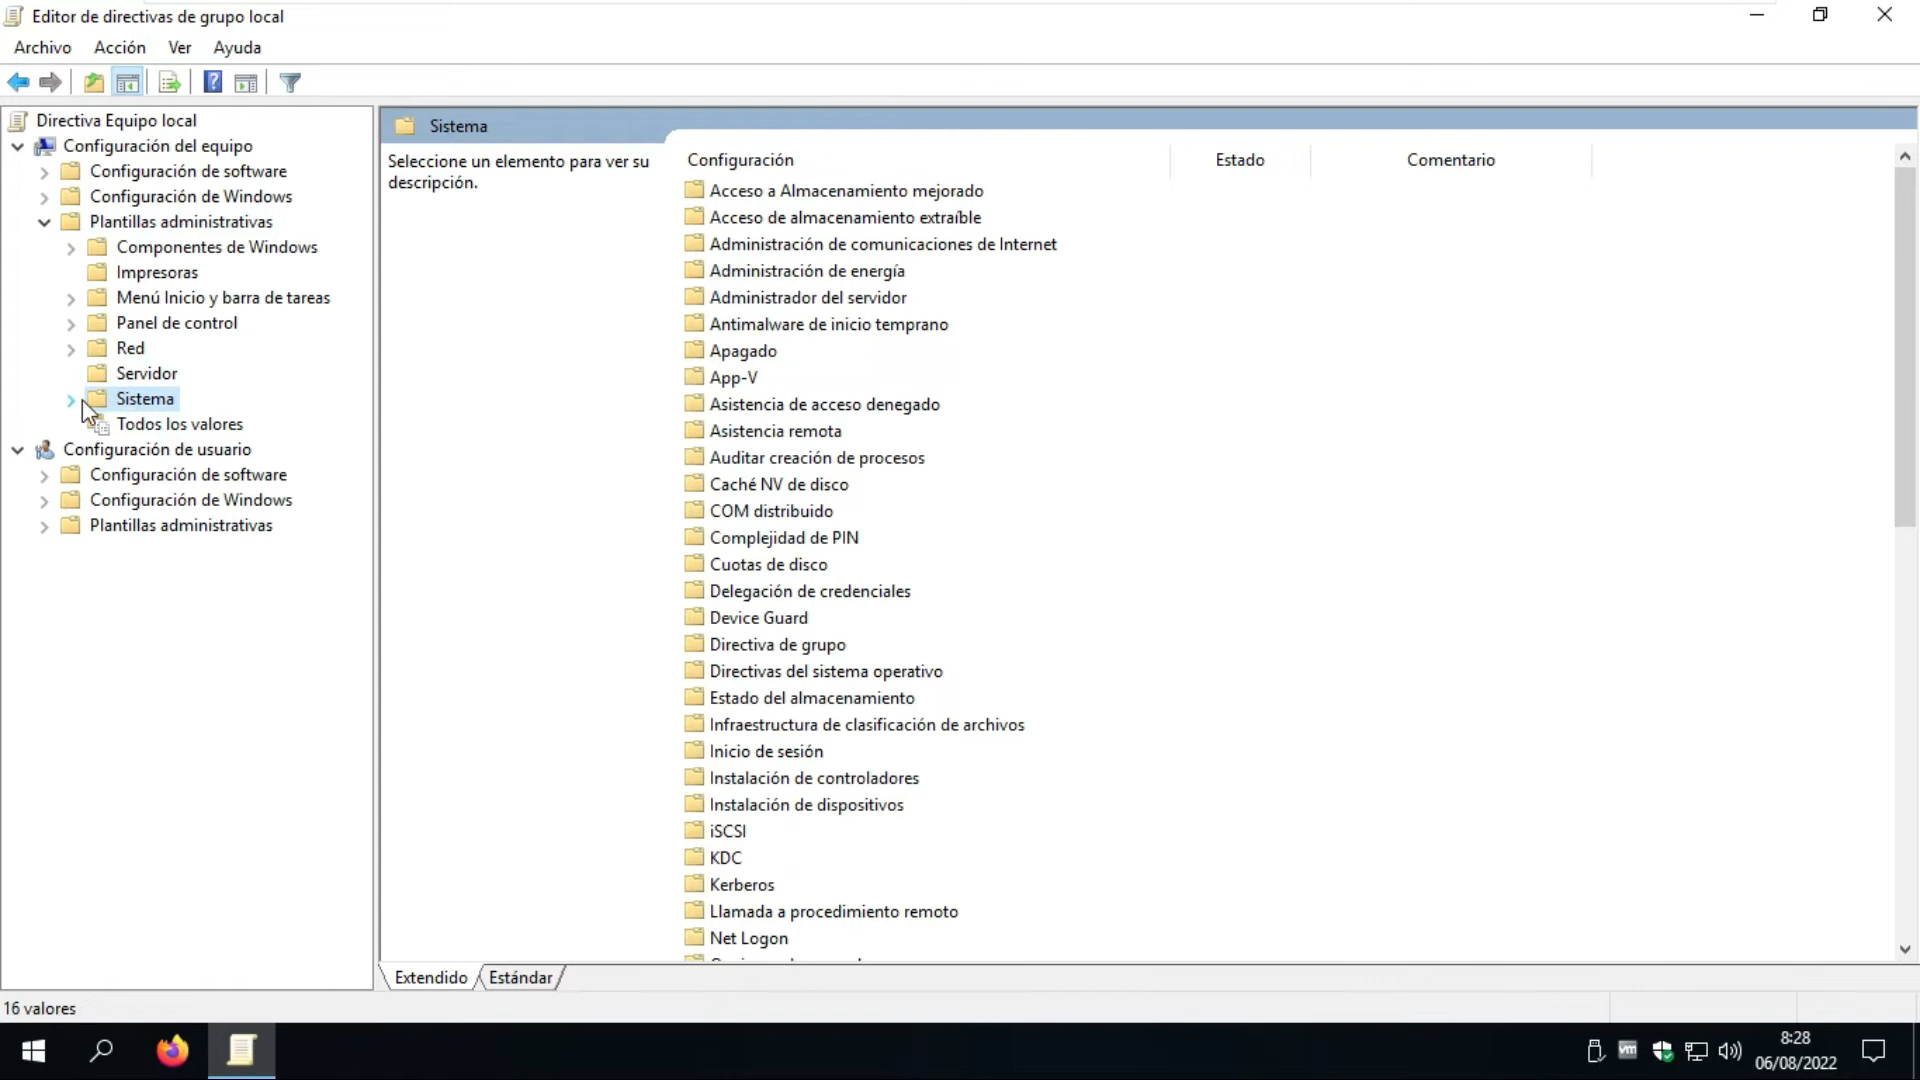 Editor de directivas de grupo local
Archivo Acción Ver Ayuda
Directiva Equipo local
Configuración del equipo
Configuración de software
Configuración de Windows
Plantillas administrativas
Componentes de Windows
Impresoras
Menú Inicio y barra de tareas
Panel de control
Red
Servidor
Sistema
Todos los valores
Configuración de usuario
Configuración de software
Configuración de Windows
Plantillas administrativas
Sistema
Seleccione un elemento para ver su
descripción.
Configuración Estado Comentario
Acceso a Almacenamiento mejorado
Acceso de almacenamiento extraíble
Administración de comunicaciones de Internet
Administración de energía
Administrador del servidor
Antimalware de inicio temprano
Apagado
App-V
Asistencia de acceso denegado
Asistencia remota
Auditar creación de procesos
Caché NV de disco
COM distribuido
Complejidad de PIN
Cuotas de disco
Delegación de credenciales
Device Guard
Directiva de grupo
Directivas del sistema operativo
Estado del almacenamiento
Infraestructura de clasificación de archivos
Inicio de sesión
Instalación de controladores
Instalación de dispositivos
iSCSI
KDC
Kerberos
Llamada a procedimiento remoto
Net Logon
Extendido Estándar
16 valores
vm
8:28
06/08/2022